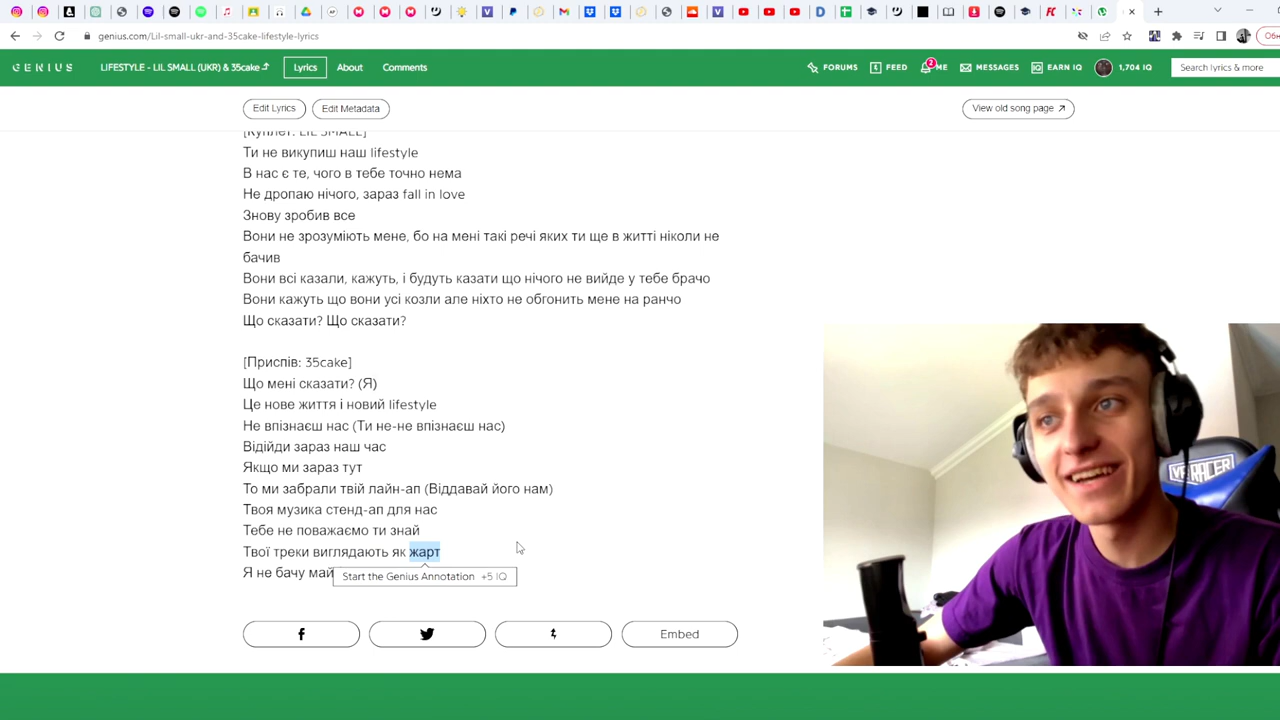 genius.com/Lil-small-ukr-and-35cake-lifestyle-lyrics
GENIUS
LIFESTYLE - LIL SMALL (UKR) & 35cake
Lyrics
About
Comments
FORUMS
FEED
2
ME
MESSAGES
EARN IQ
1,704 IQ
Search lyrics & more
Edit Lyrics
Edit Metadata
View old song page
[Куплет: LIL SMALL]
Ти не викупиш наш lifestyle
В нас є те, чого в тебе точно нема
Не дропаю нічого, зараз fall in love
Знову зробив все
Вони не зрозуміють мене, бо на мені такі речі яких ти ще в житті ніколи не
бачив
Вони всі казали, кажуть, і будуть казати що нічого не вийде у тебе брачо
Вони кажуть що вони усі козли але ніхто не обгонить мене на ранчо
Що сказати? Що сказати?
[Приспів: 35cake]
Що мені сказати? (Я)
Це нове життя і новий lifestyle
Не впізнаєш нас (Ти не-не впізнаєш нас)
Відійди зараз наш час
Якщо ми зараз тут
То ми забрали твій лайн-ап (Віддавай його нам)
Твоя музика стенд-ап для нас
Тебе не поважаємо ти знай
Твої треки виглядають як жарт
Я не бачу май
Start the Genius Annotation +5 IQ
Embed
RACER